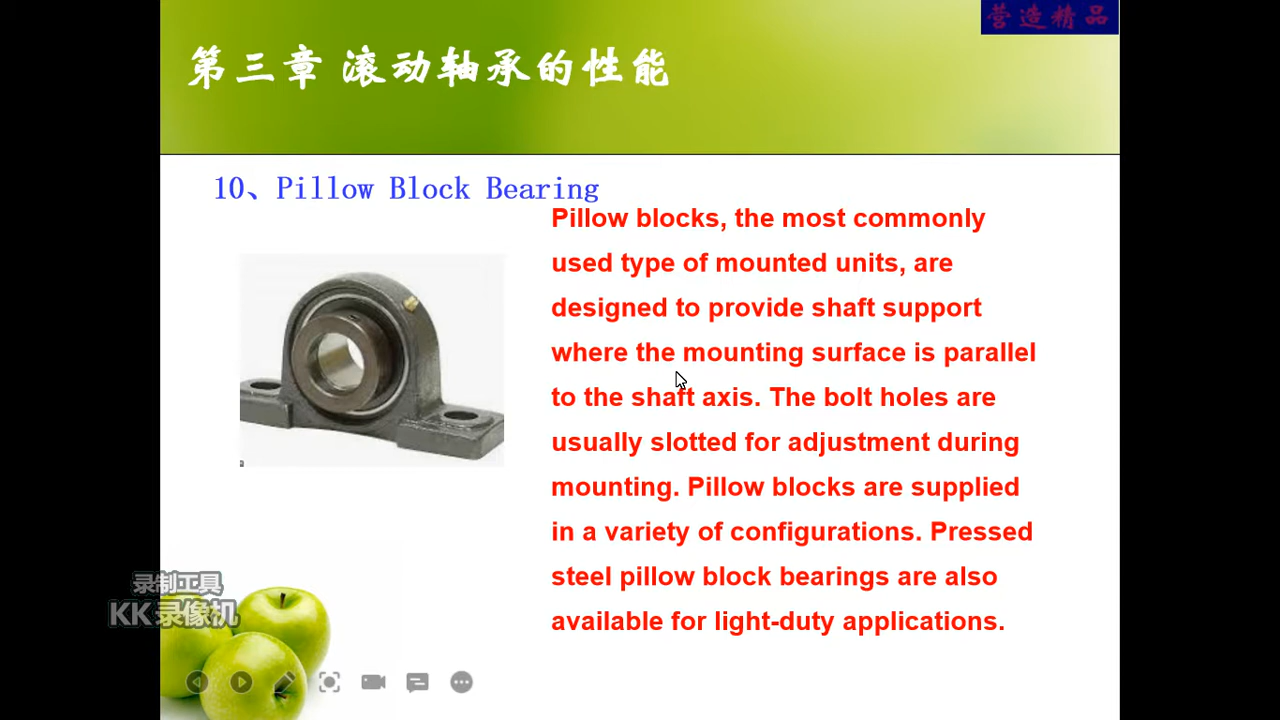 营造精品
第三章 滚动轴承的性能
10、Pillow Block Bearing
Pillow blocks, the most commonly
used type of mounted units, are
designed to provide shaft support
where the mounting surface is parallel
to the shaft axis. The bolt holes are
usually slotted for adjustment during
mounting. Pillow blocks are supplied
in a variety of configurations. Pressed
steel pillow block bearings are also
available for light-duty applications.
录制工具
KK录像机